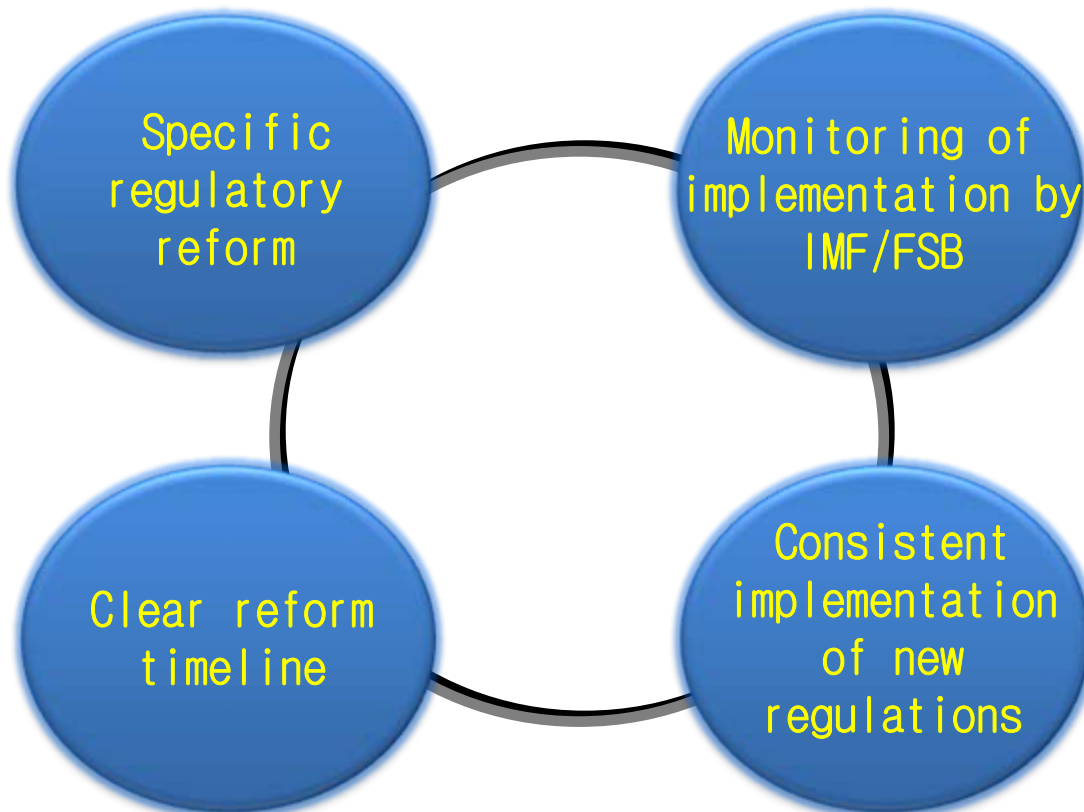 Specific
regulatory
reform
Monitoring of
implementation by
IMF/FSB
Clear reform
timeline
Consistent
implementation
of new
regulations